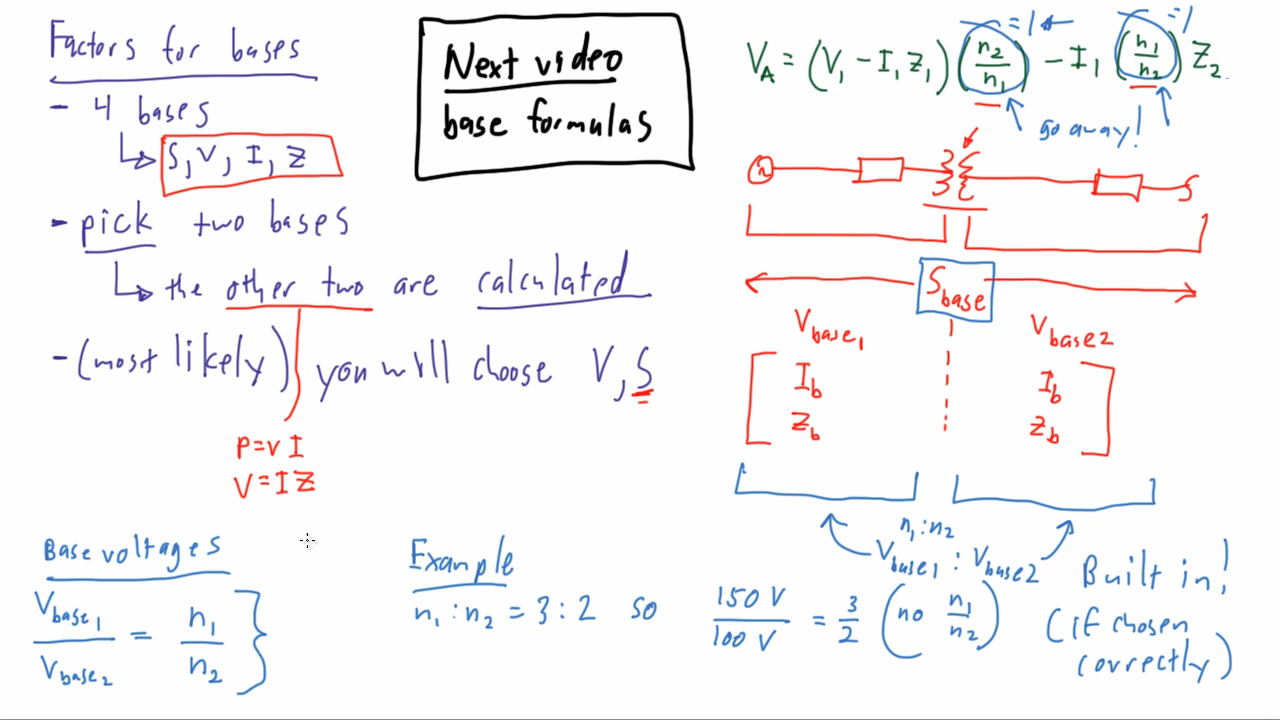 Factors for bases
- 4 bases
↳ S, V, I, Z
- pick two bases
↳ the other two are calculated
- (most likely) you will choose V, S
P = V I
V = I Z
Next video
base formulas
= 1 ←
= 1
V_A = (V_1 - I_1 Z_1) (n_2/n_1) - I_1 (n_1/n_2) Z_2
go away!
S_base
V_base1
V_base2
I_b
I_b
Z_b
Z_b
n_1 : n_2
V_base1 : V_base2
Built in!
(if chosen
correctly)
Base voltages
V_base1/V_base2 = n_1/n_2
Example
n_1 : n_2 = 3 : 2 so
150 V/100 V = 3/2 (no n_1/n_2)